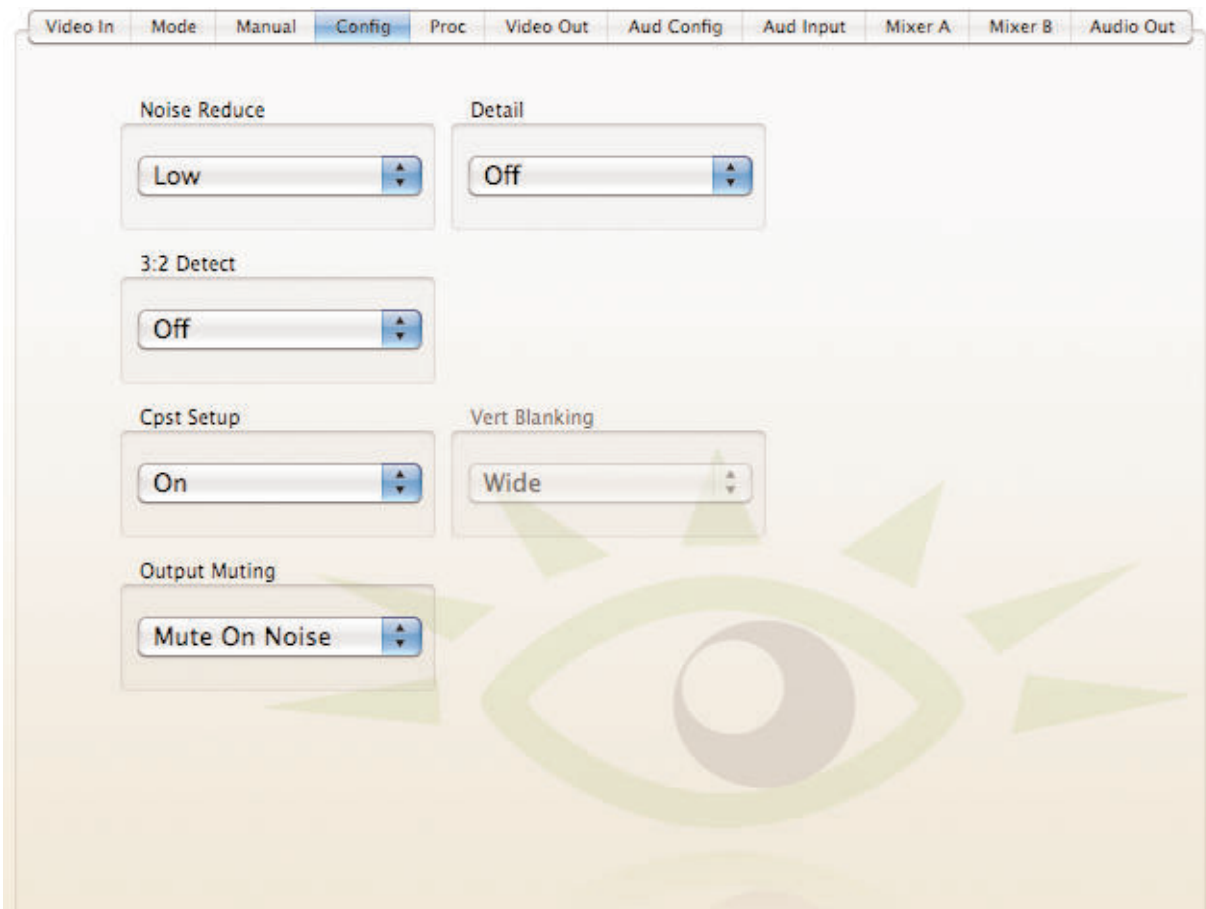 Video In Mode Manual Config Proc Video Out Aud Config Aud Input Mixer A Mixer B Audio Out
Noise Reduce Detail
Low Off
3:2 Detect
Off
Cpst Setup Vert Blanking
On Wide
Output Muting
Mute On Noise